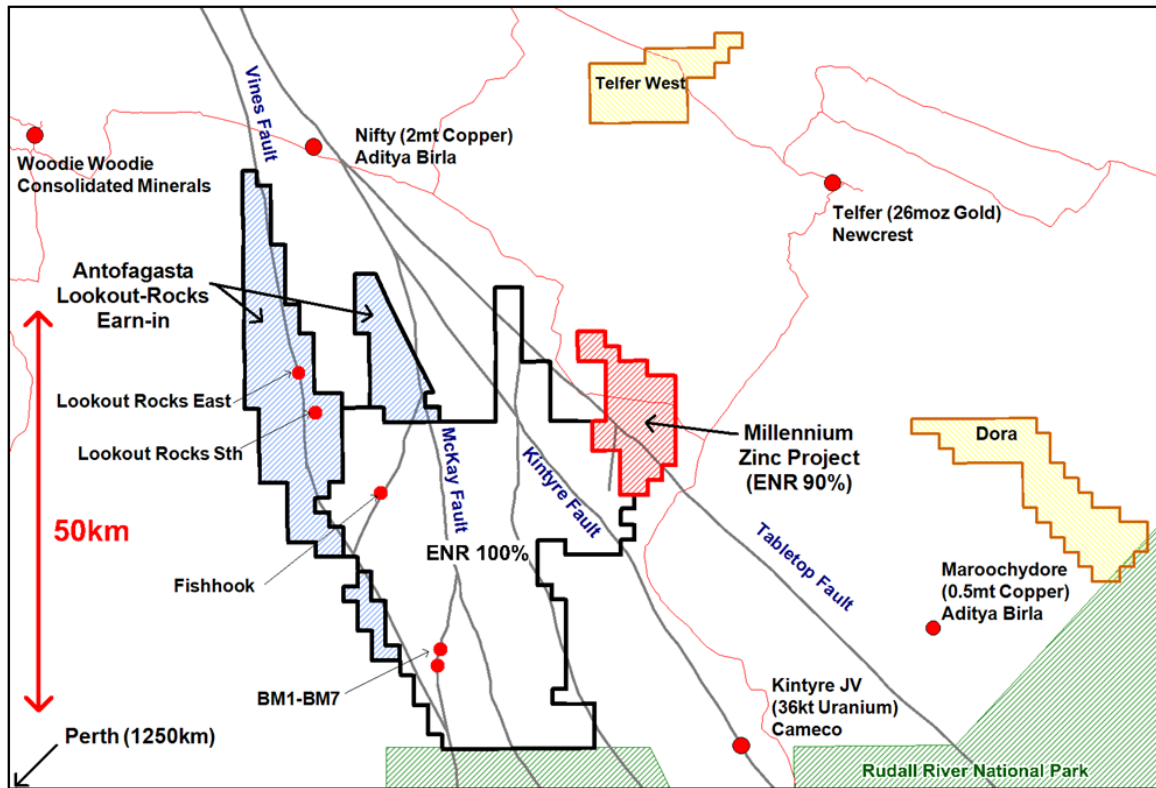 Telfer West
Vines Fault
Nifty (2mt Copper)
Aditya Birla
Woodie Woodie
Consolidated Minerals
Telfer (26moz Gold)
Newcrest
Antofagasta
Lookout-Rocks
Earn-in
Lookout Rocks East
Lookout Rocks Sth
McKay Fault
Kintyre Fault
Millennium
Zinc Project
(ENR 90%)
Dora
50km
ENR 100%
Fishhook
Tabletop Fault
Maroochydore
(0.5mt Copper)
Aditya Birla
BM1-BM7
Kintyre JV
(36kt Uranium)
Cameco
Perth (1250km)
Rudall River National Park